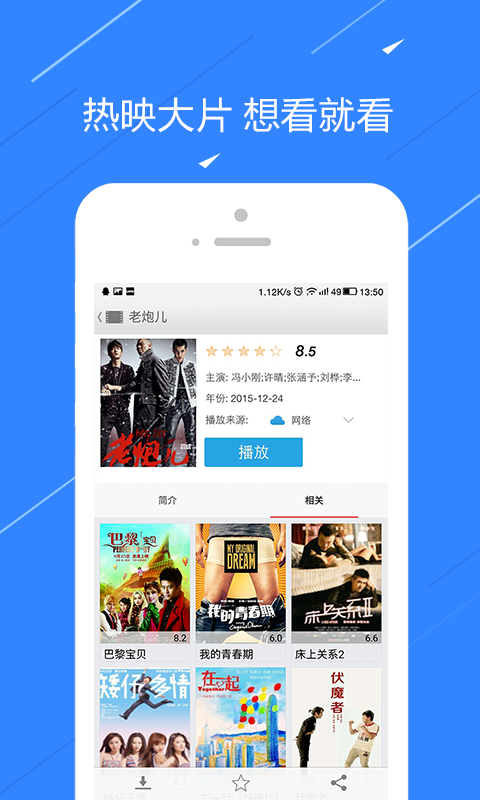 热映大片 想看就看
1.12K/s 49 13:50
老炮儿
8.5
主演: 冯小刚;许晴;张涵予;刘桦;李...
年份: 2015-12-24
播放来源: 网络
老炮儿
播放
简介 相关
巴黎宝贝
MY ORIGINAL DREAM
我的青春期
床上关系II
8.2 6.0 6.6
巴黎宝贝 我的青春期 床上关系2
矮仔多情
在一起
Together
伏魔者